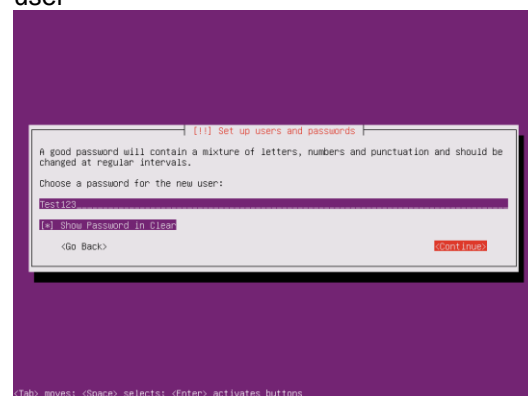 user
[!!] Set up users and passwords
A good password will contain a mixture of letters, numbers and punctuation and should be
changed at regular intervals.
Choose a password for the new user:
Test123
[*] Show Password in Clear
<Go Back> <Continue>
<Tab> moves; <Space> selects; <Enter> activates buttons